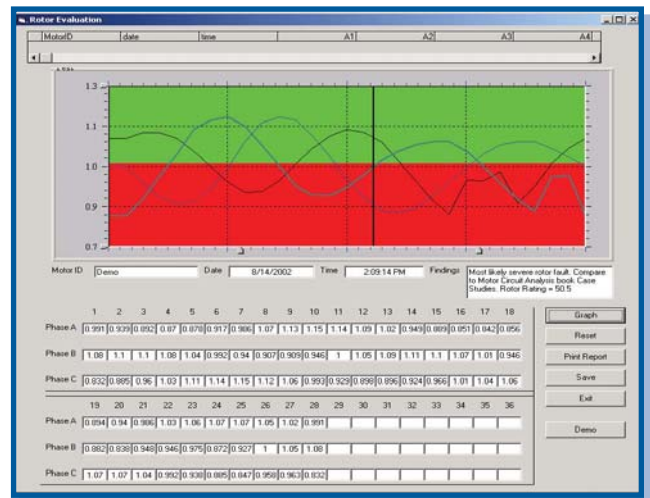 Rotor Evaluation
MotorID date time A1 A2 A3 A4
1.3
1.1
1.0
0.9
0.7
Motor ID Demo Date 8/14/2002 Time 2:09:14 PM Findings Most likely severe rotor fault. Compare to Motor Circuit Analysis book Case Studies. Rotor Rating = 50.5
1 2 3 4 5 6 7 8 9 10 11 12 13 14 15 16 17 18
Phase A 0.991 0.939 0.892 0.87 0.878 0.917 0.986 1.07 1.13 1.15 1.14 1.09 1.02 0.949 0.889 0.851 0.842 0.856
Phase B 1.08 1.1 1.1 1.08 1.04 0.992 0.94 0.907 0.909 0.946 1 1.05 1.09 1.11 1.1 1.07 1.01 0.946
Phase C 0.832 0.885 0.96 1.03 1.11 1.14 1.15 1.12 1.06 0.993 0.929 0.898 0.896 0.924 0.966 1.01 1.04 1.06
19 20 21 22 23 24 25 26 27 28 29 30 31 32 33 34 35 36
Phase A 0.894 0.94 0.986 1.03 1.06 1.07 1.07 1.05 1.02 0.991
Phase B 0.882 0.838 0.948 0.946 0.975 0.872 0.927 1 1.05 1.08
Phase C 1.07 1.07 1.04 0.992 0.938 0.885 0.847 0.958 0.963 0.832
Graph
Reset
Print Report
Save
Exit
Demo